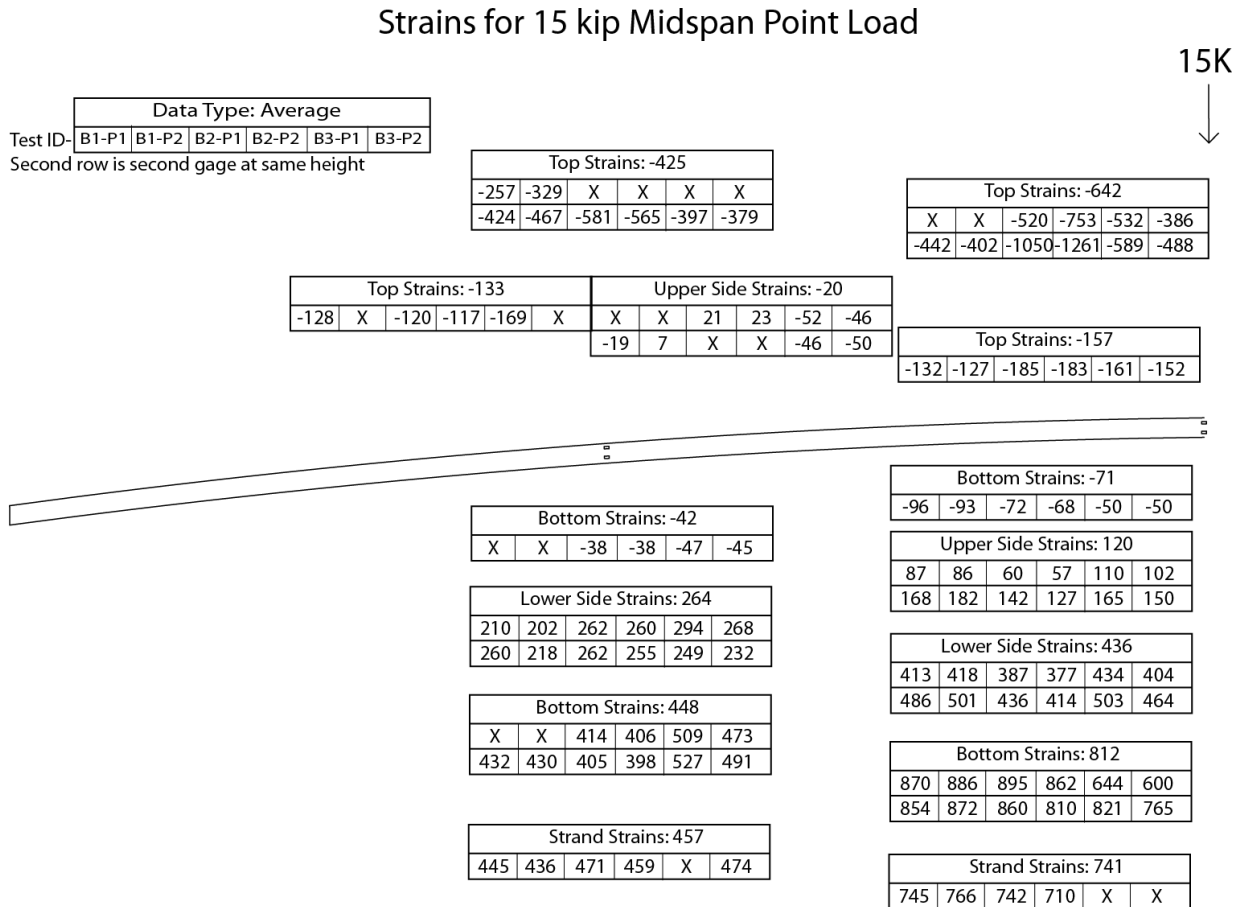 Strains for 15 kip Midspan Point Load
15K
Data Type: Average
Test ID- B1-P1 B1-P2 B2-P1 B2-P2 B3-P1 B3-P2
Second row is second gage at same height
Top Strains: -425
-257 -329 X X X X
-424 -467 -581 -565 -397 -379
Top Strains: -642
X X -520 -753 -532 -386
-442 -402 -1050 -1261 -589 -488
Top Strains: -133
-128 X -120 -117 -169 X
Upper Side Strains: -20
X X 21 23 -52 -46
-19 7 X X -46 -50
Top Strains: -157
-132 -127 -185 -183 -161 -152
Bottom Strains: -42
X X -38 -38 -47 -45
Lower Side Strains: 264
210 202 262 260 294 268
260 218 262 255 249 232
Bottom Strains: 448
X X 414 406 509 473
432 430 405 398 527 491
Strand Strains: 457
445 436 471 459 X 474
Bottom Strains: -71
-96 -93 -72 -68 -50 -50
Upper Side Strains: 120
87 86 60 57 110 102
168 182 142 127 165 150
Lower Side Strains: 436
413 418 387 377 434 404
486 501 436 414 503 464
Bottom Strains: 812
870 886 895 862 644 600
854 872 860 810 821 765
Strand Strains: 741
745 766 742 710 X X